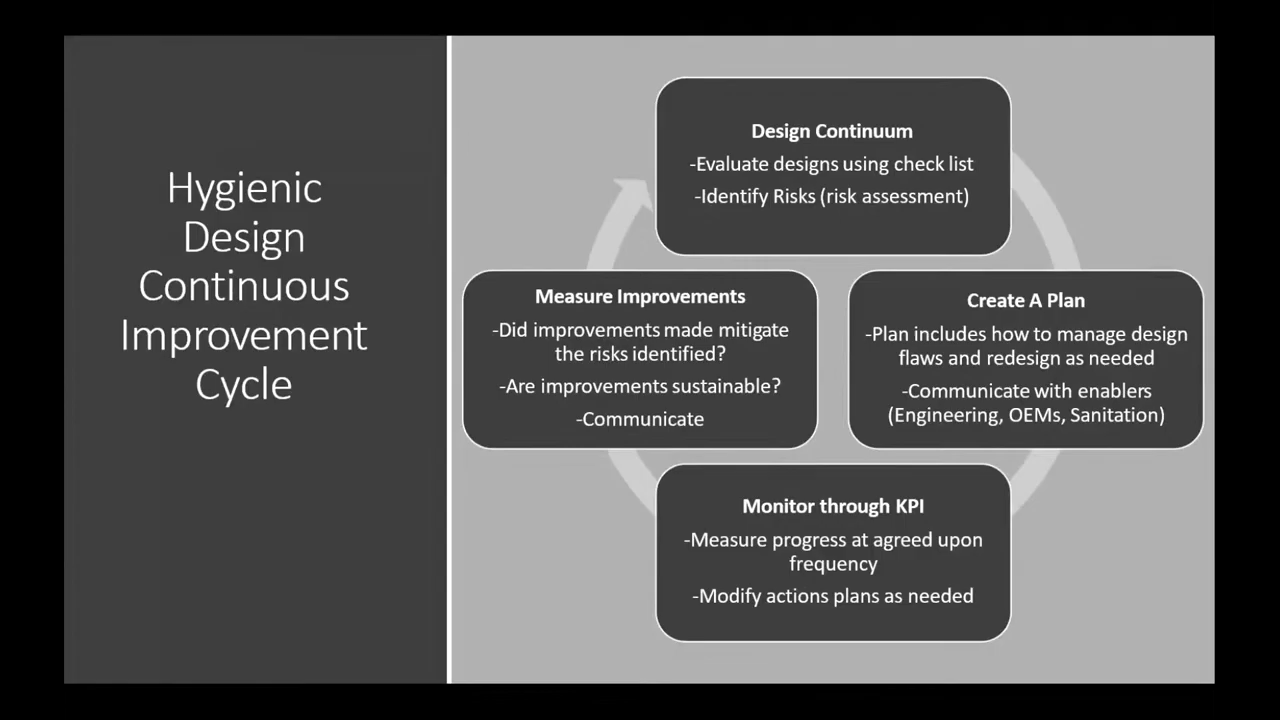 Hygienic
Design
Continuous
Improvement
Cycle
Design Continuum
-Evaluate designs using check list
-Identify Risks (risk assessment)
Create A Plan
-Plan includes how to manage design
flaws and redesign as needed
-Communicate with enablers
(Engineering, OEMs, Sanitation)
Monitor through KPI
-Measure progress at agreed upon
frequency
-Modify actions plans as needed
Measure Improvements
-Did improvements made mitigate
the risks identified?
-Are improvements sustainable?
-Communicate